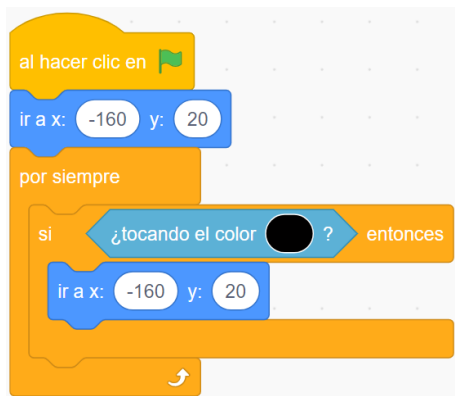 al hacer clic en
ir a x: -160 y: 20
por siempre
si ¿tocando el color ? entonces
ir a x: -160 y: 20